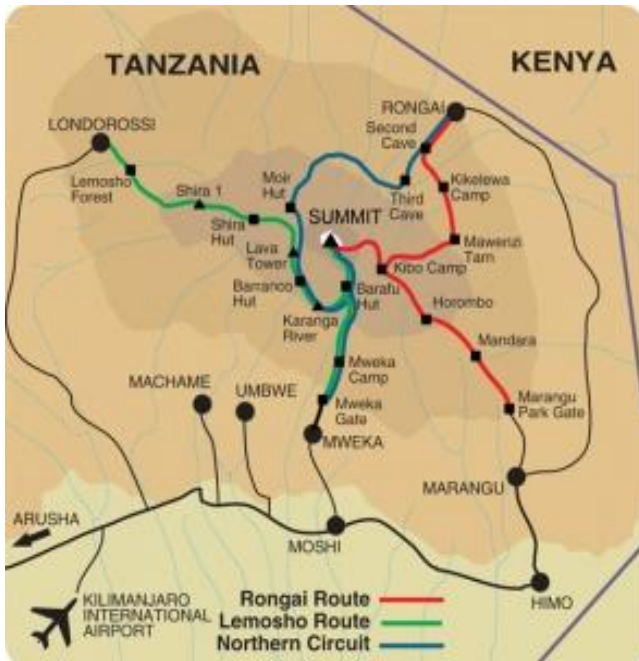 TANZANIA
KENYA
RONGAI
LONDOROSSI
Second
Cave
Lemosho
Forest
Shira 1
Moir
Hut
Third
Cave
Kikelewa
Camp
SUMMIT
Shira
Hut
Lava
Tower
Mawenzi
Tarn
Kibo Camp
Barranco
Hut
Barafu
Hut
Karanga
River
Horombo
Mandara
Mweka
Camp
MACHAME
UMBWE
Mweka
Gate
Marangu
Park Gate
MWEKA
MARANGU
ARUSHA
MOSHI
HIMO
KILIMANJARO
INTERNATIONAL
AIRPORT
Rongai Route
Lemosho Route
Northern Circuit